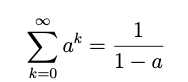 ∞
∑ a^k = 1 / (1 − a)
k=0